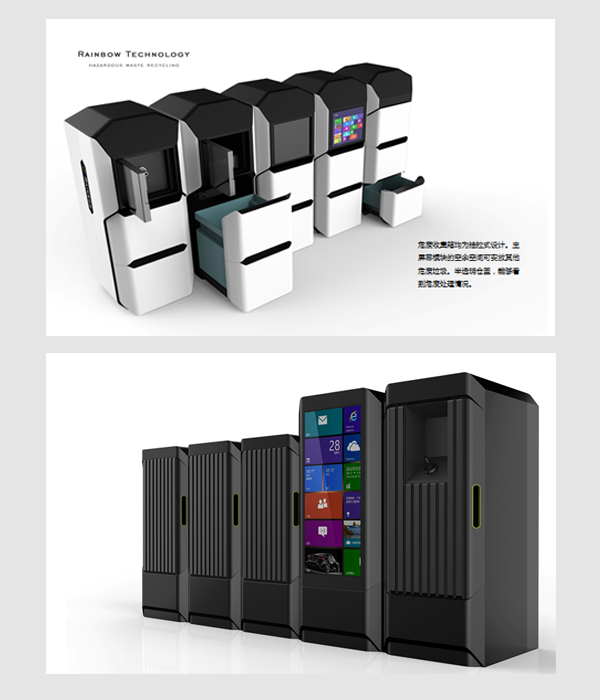 RAINBOW TECHNOLOGY
HAZARDOUS WASTE RECYCLING
危废收集箱均为抽拉式设计。主
屏幕模块的空余空间可安放其他
危废垃圾。半透明仓盖，能够看
到危废处理情况。
28